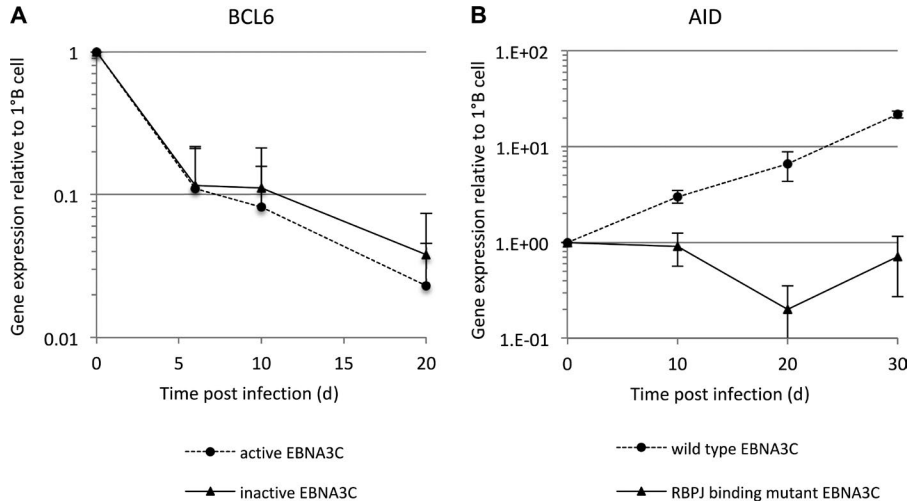 A
BCL6
Gene expression relative to 1°B cell
1
0.1
0.01
0
5
10
15
20
Time post infection (d)
active EBNA3C
inactive EBNA3C
B
AID
Gene expression relative to 1°B cell
1.E+02
1.E+01
1.E+00
1.E-01
0
10
20
30
Time post infection (d)
wild type EBNA3C
RBPJ binding mutant EBNA3C